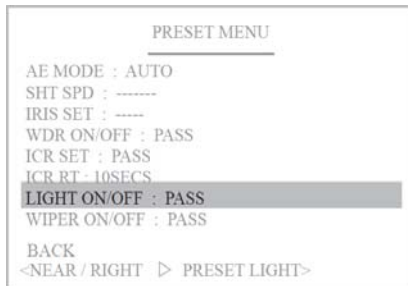 PRESET MENU
AE MODE : AUTO
SHT SPD : -------
IRIS SET : -----
WDR ON/OFF : PASS
ICR SET : PASS
ICR RT : 10SECS
LIGHT ON/OFF : PASS
WIPER ON/OFF : PASS
BACK
<NEAR / RIGHT ▷ PRESET LIGHT>